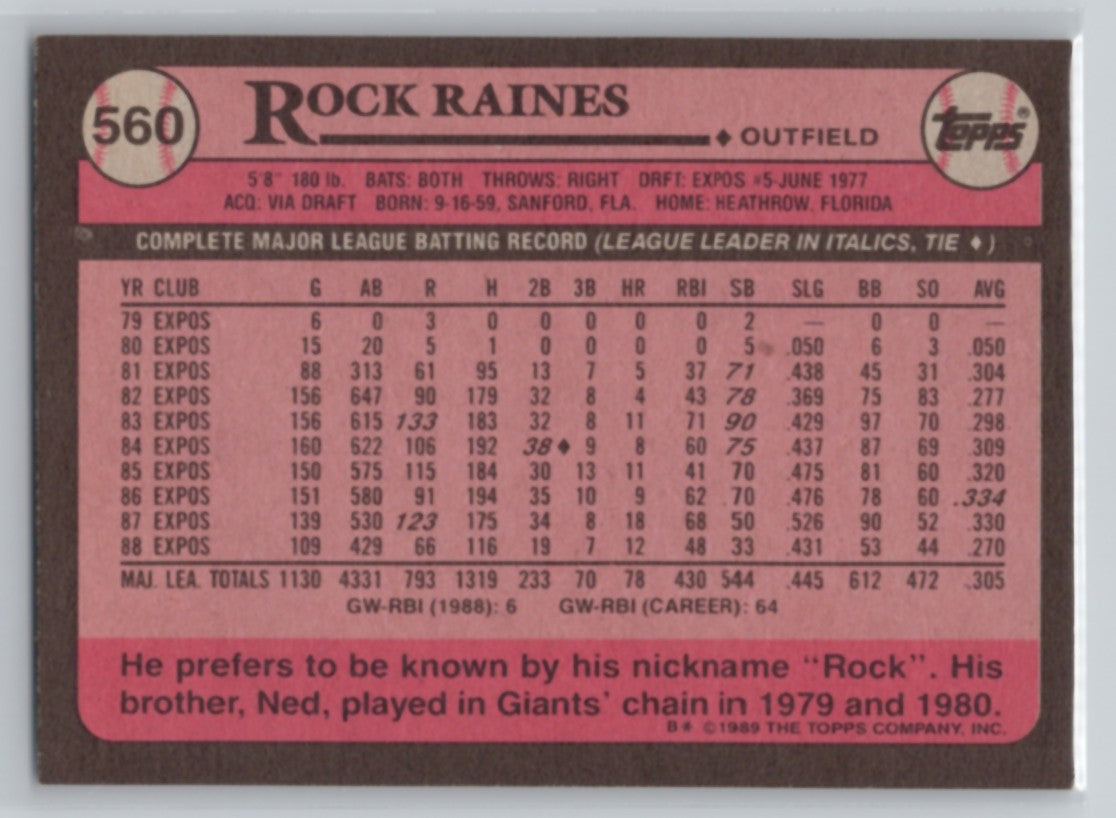 560
ROCK RAINES
♦ OUTFIELD
TOPPS®
5'8" 180 lb. BATS: BOTH THROWS: RIGHT DRFT: EXPOS #5-JUNE 1977
ACQ: VIA DRAFT BORN: 9-16-59, SANFORD, FLA. HOME: HEATHROW, FLORIDA
COMPLETE MAJOR LEAGUE BATTING RECORD (LEAGUE LEADER IN ITALICS, TIE ♦)
YR CLUB G AB R H 2B 3B HR RBI SB SLG BB SO AVG
79 EXPOS 6 0 3 0 0 0 0 0 2 — 0 0 —
80 EXPOS 15 20 5 1 0 0 0 0 5 .050 6 3 .050
81 EXPOS 88 313 61 95 13 7 5 37 71 .438 45 31 .304
82 EXPOS 156 647 90 179 32 8 4 43 78 .369 75 83 .277
83 EXPOS 156 615 133 183 32 8 11 71 90 .429 97 70 .298
84 EXPOS 160 622 106 192 38♦ 9 8 60 75 .437 87 69 .309
85 EXPOS 150 575 115 184 30 13 11 41 70 .475 81 60 .320
86 EXPOS 151 580 91 194 35 10 9 62 70 .476 78 60 .334
87 EXPOS 139 530 123 175 34 8 18 68 50 .526 90 52 .330
88 EXPOS 109 429 66 116 19 7 12 48 33 .431 53 44 .270
MAJ. LEA. TOTALS 1130 4331 793 1319 233 70 78 430 544 .445 612 472 .305
GW-RBI (1988): 6 GW-RBI (CAREER): 64
He prefers to be known by his nickname "Rock". His
brother, Ned, played in Giants' chain in 1979 and 1980.
B* ©1989 THE TOPPS COMPANY, INC.